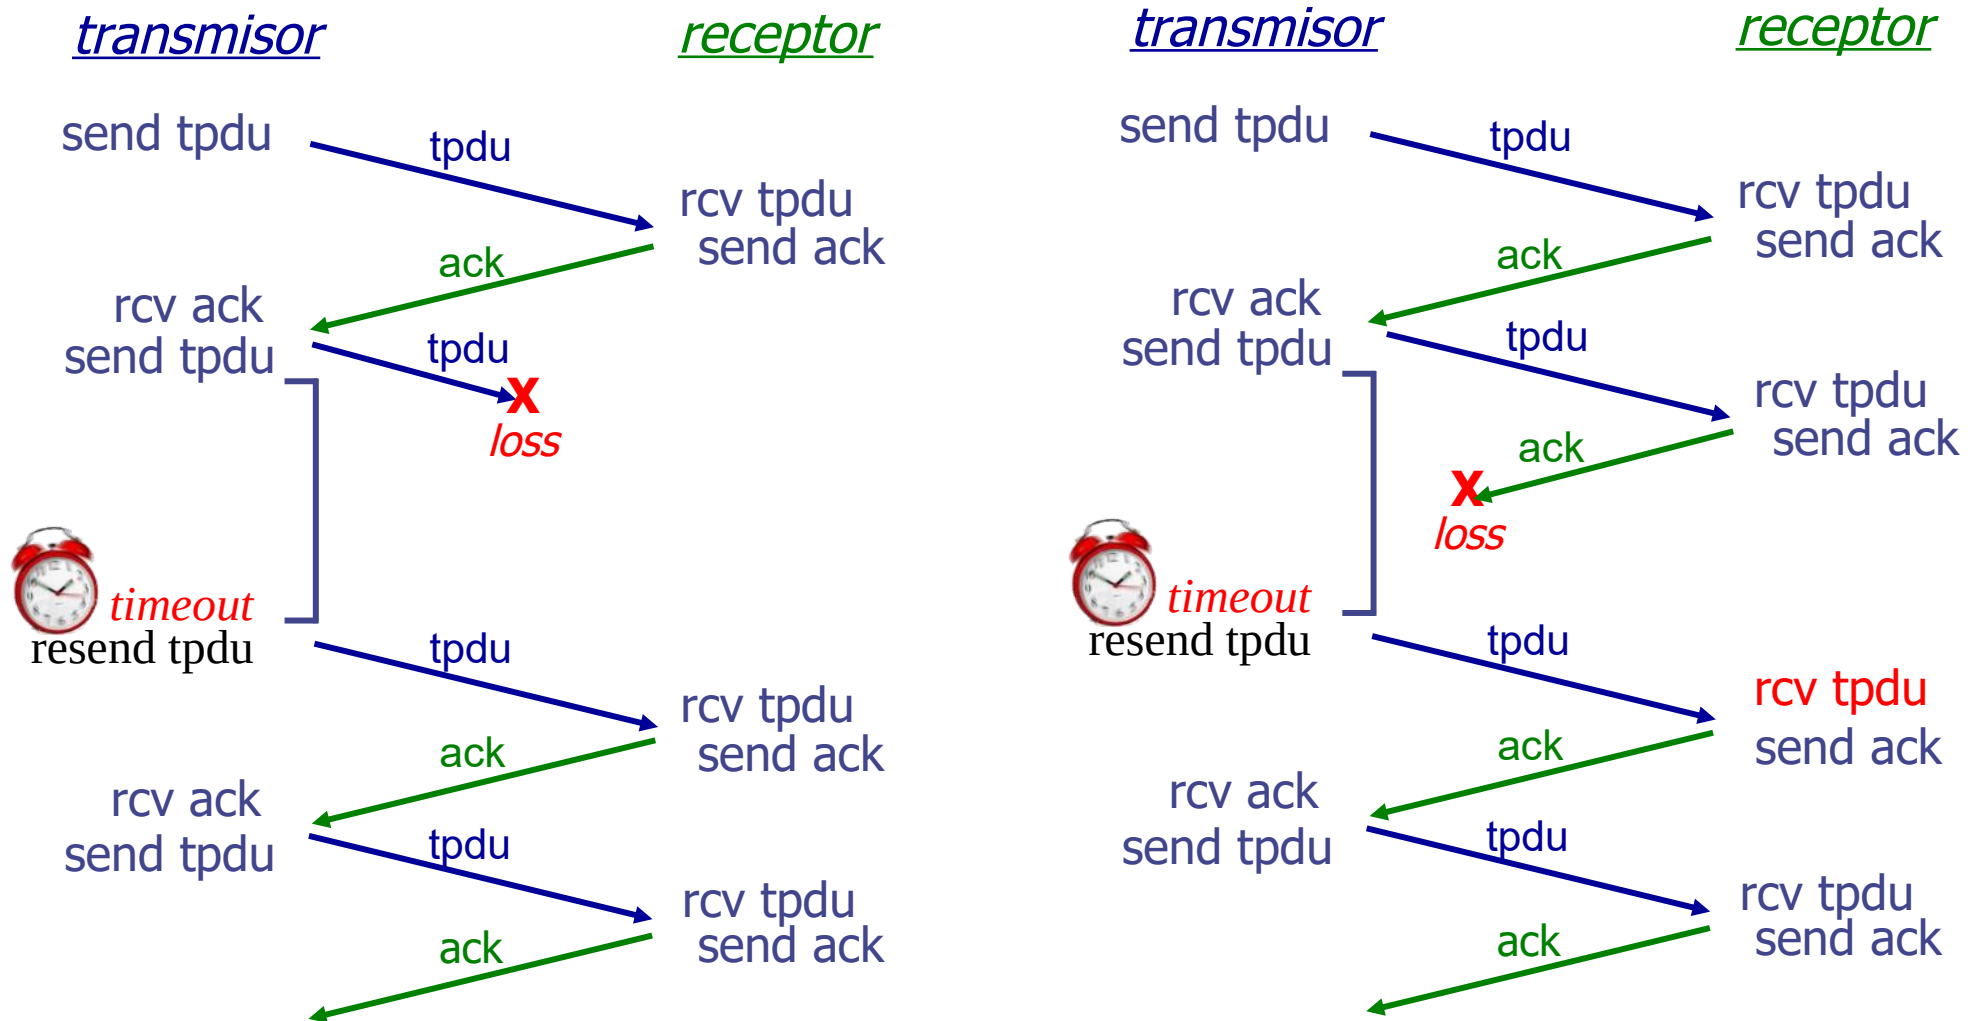 transmisor
receptor
send tpdu
tpdu
rcv tpdu
send ack
ack
rcv ack
send tpdu
tpdu
X
loss
timeout
resend tpdu
tpdu
rcv tpdu
send ack
ack
rcv ack
send tpdu
tpdu
rcv tpdu
send ack
ack
transmisor
receptor
send tpdu
tpdu
rcv tpdu
send ack
ack
rcv ack
send tpdu
tpdu
rcv tpdu
send ack
ack
X
loss
timeout
resend tpdu
tpdu
rcv tpdu
send ack
ack
rcv ack
send tpdu
tpdu
rcv tpdu
send ack
ack